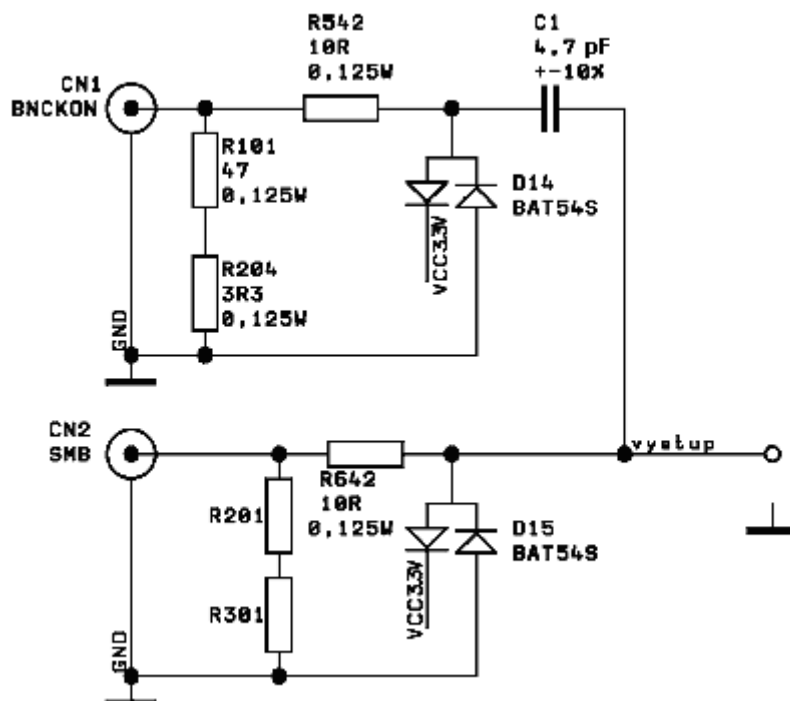 R542
10R
0,125W
C1
4.7 pF
+-10%
CN1
BNCKON
R101
47
0,125W
D14
BAT54S
VCC3.3V
R204
3R3
0,125W
GND
CN2
SMB
vystup
R642
10R
0,125W
R201
D15
BAT54S
VCC3.3V
R301
GND